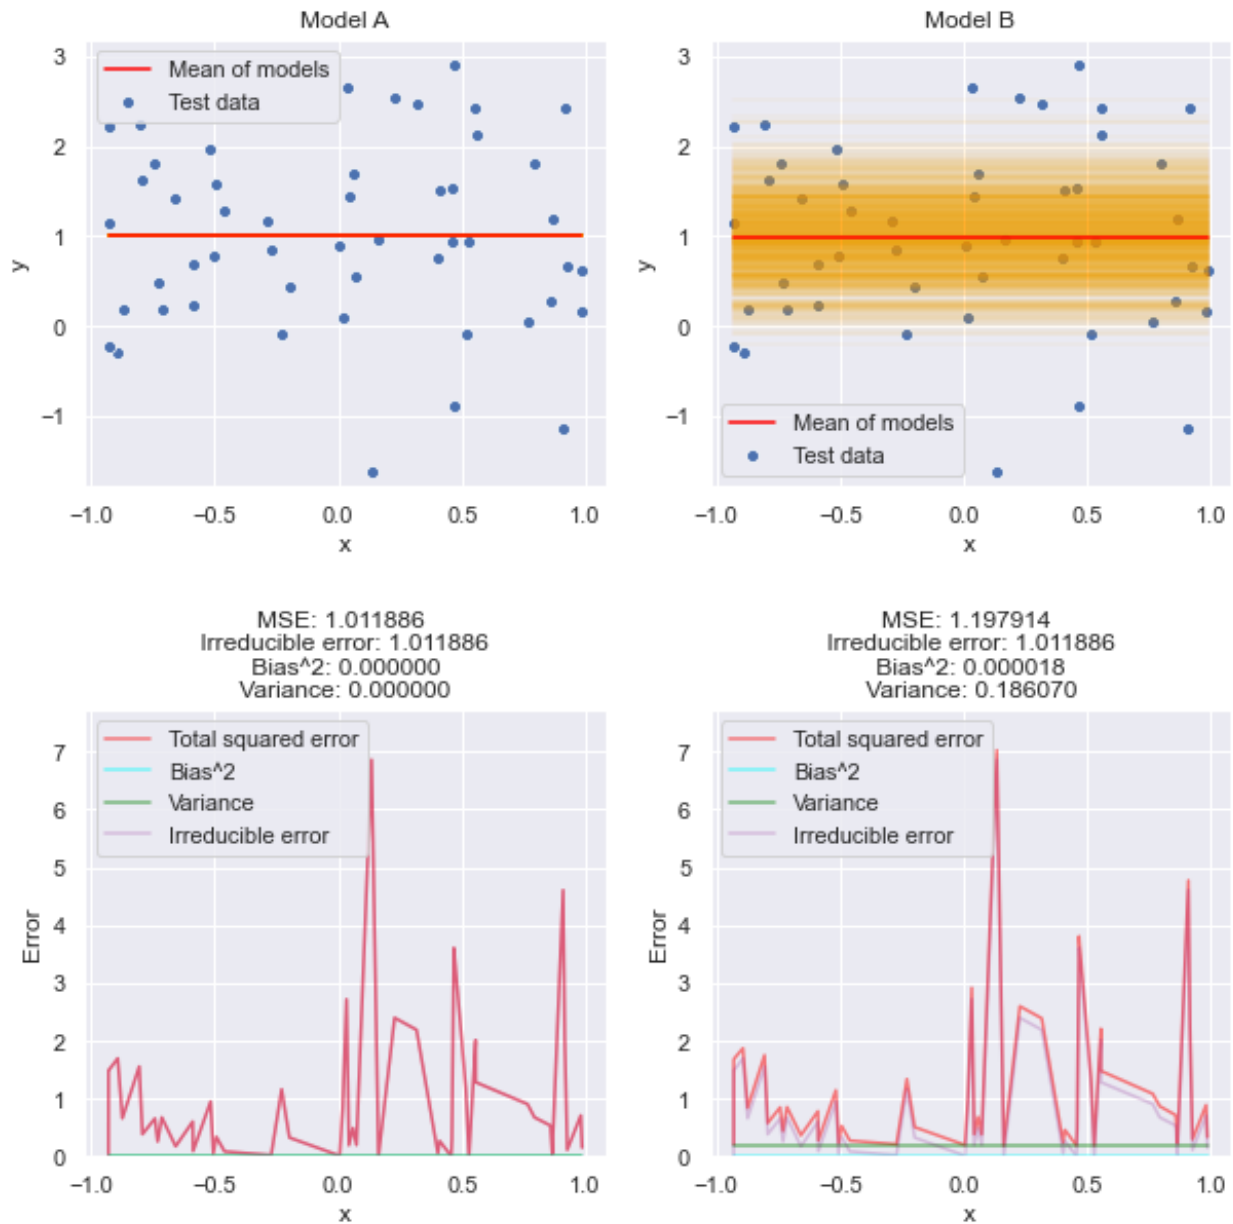 Model A
3
2
1
0
−1
y
Mean of models
Test data
−1.0 −0.5 0.0 0.5 1.0
x
Model B
3
2
1
0
−1
y
Mean of models
Test data
−1.0 −0.5 0.0 0.5 1.0
x
MSE: 1.011886
Irreducible error: 1.011886
Bias^2: 0.000000
Variance: 0.000000
7
6
5
4
3
2
1
0
Error
Total squared error
Bias^2
Variance
Irreducible error
−1.0 −0.5 0.0 0.5 1.0
x
MSE: 1.197914
Irreducible error: 1.011886
Bias^2: 0.000018
Variance: 0.186070
7
6
5
4
3
2
1
0
Error
Total squared error
Bias^2
Variance
Irreducible error
−1.0 −0.5 0.0 0.5 1.0
x